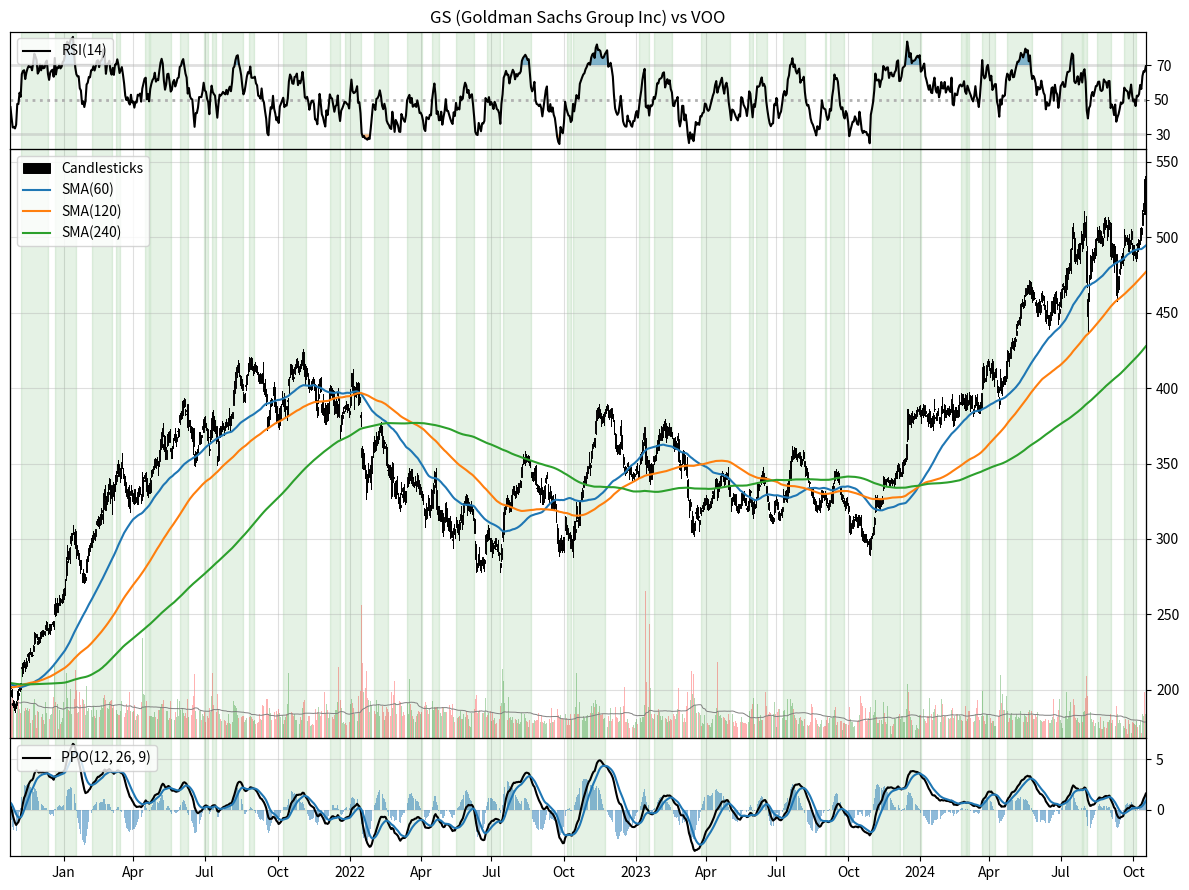 GS (Goldman Sachs Group Inc) vs VOO
RSI(14)
70
50
30
Candlesticks
SMA(60)
SMA(120)
SMA(240)
550
500
450
400
350
300
250
200
PPO(12, 26, 9)
5
0
Jan Apr Jul Oct 2022 Apr Jul Oct 2023 Apr Jul Oct 2024 Apr Jul Oct